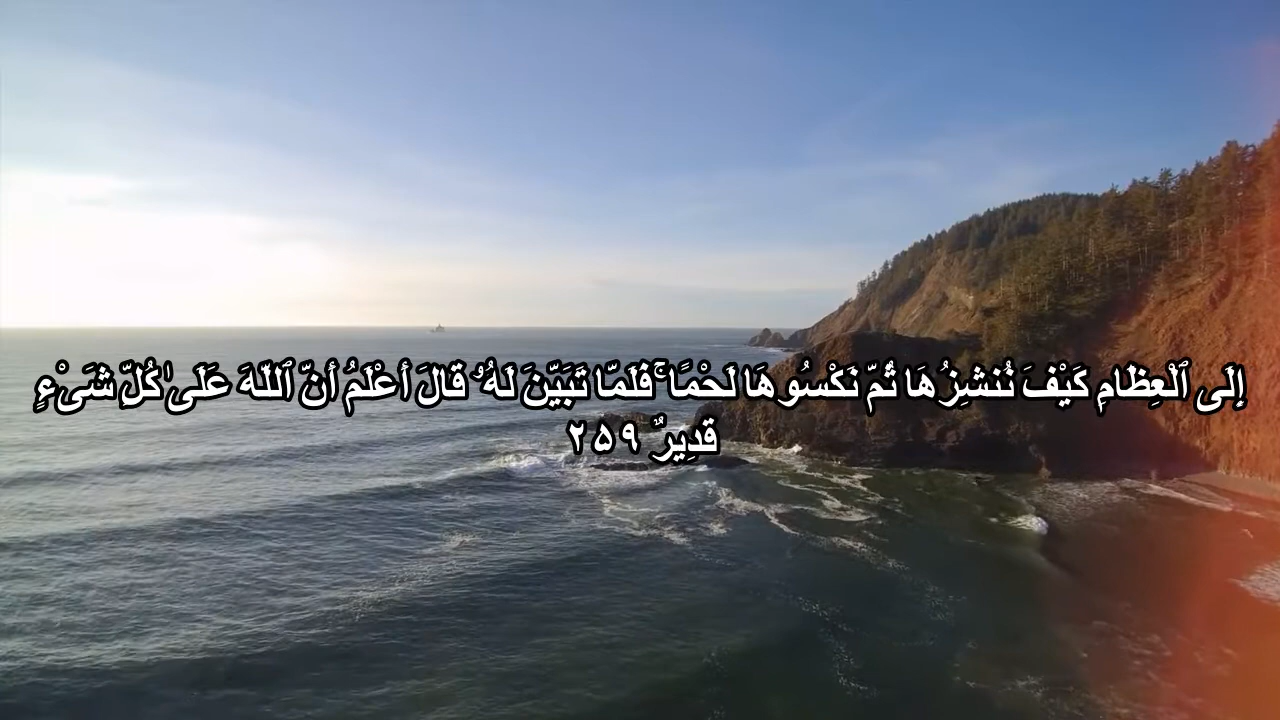 إِلَى ٱلْعِظَامِ كَيْفَ نُنشِزُهَا ثُمَّ نَكْسُوهَا لَحْمًا ۚ فَلَمَّا تَبَيَّنَ لَهُۥ قَالَ أَعْلَمُ أَنَّ ٱللَّهَ عَلَىٰ كُلِّ شَىْءٍ
قَدِيرٌ ٢٥٩